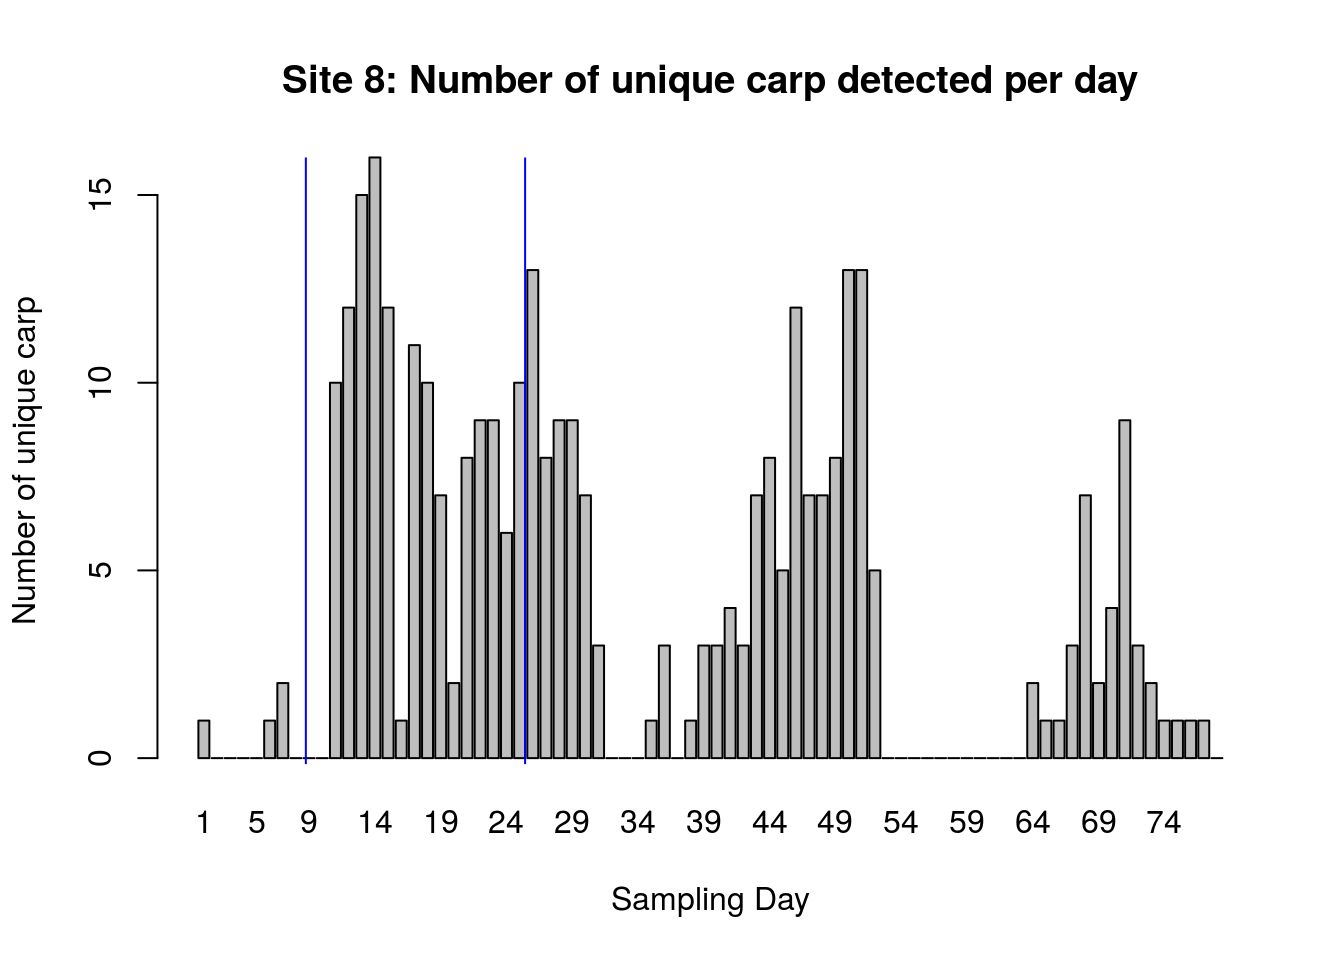 Site 8: Number of unique carp detected per day
Number of unique carp
15
10
5
0
1 5 9 14 19 24 29 34 39 44 49 54 59 64 69 74
Sampling Day